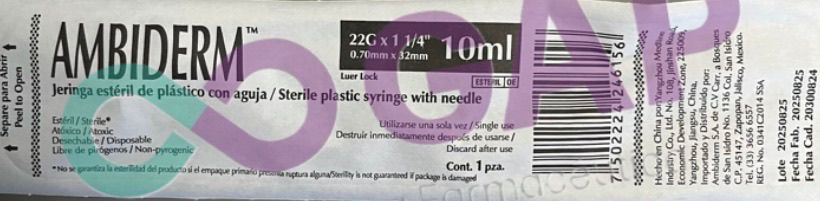 Separe para Abrir
Peel to Open
AMBIDERM™
22G x 1 1/4" 10ml
0.70mm x 32mm
Luer Lock
ESTERIL OE
Jeringa estéril de plástico con aguja / Sterile plastic syringe with needle
Estéril / Sterile*
Atóxico / Atoxic
Desechable / Disposable
Libre de pirógenos / Non-pyrogenic
Utilizarse una sola vez / Single use
Destruir inmediatamente después de usarse /
Discard after use
Cont. 1 pza.
*No se garantiza la esterilidad del producto si el empaque primario presenta ruptura alguna/Sterility is not guaranteed if package is damaged
7 502224 246156
Hecho en China por: Yangzhou Medline
Industry Co., Ltd. No. 108, Jinshan Road,
Economic Development Zone, 225009,
Yangzhou, Jiangsu, China.
Importado y Distribuido por:
Ambiderm S.A. de C.V Carr. a Bosques
de San Isidro No. 1136 Col. San Isidro
C.P. 45147, Zapopan, Jalisco, Mexico.
Tel. (33) 3656 6557
REG. No. 0341C2014 SSA
Lote 20250825
Fecha Fab. 20250825
Fecha Cad. 20300824
GAP
Farmacéutica